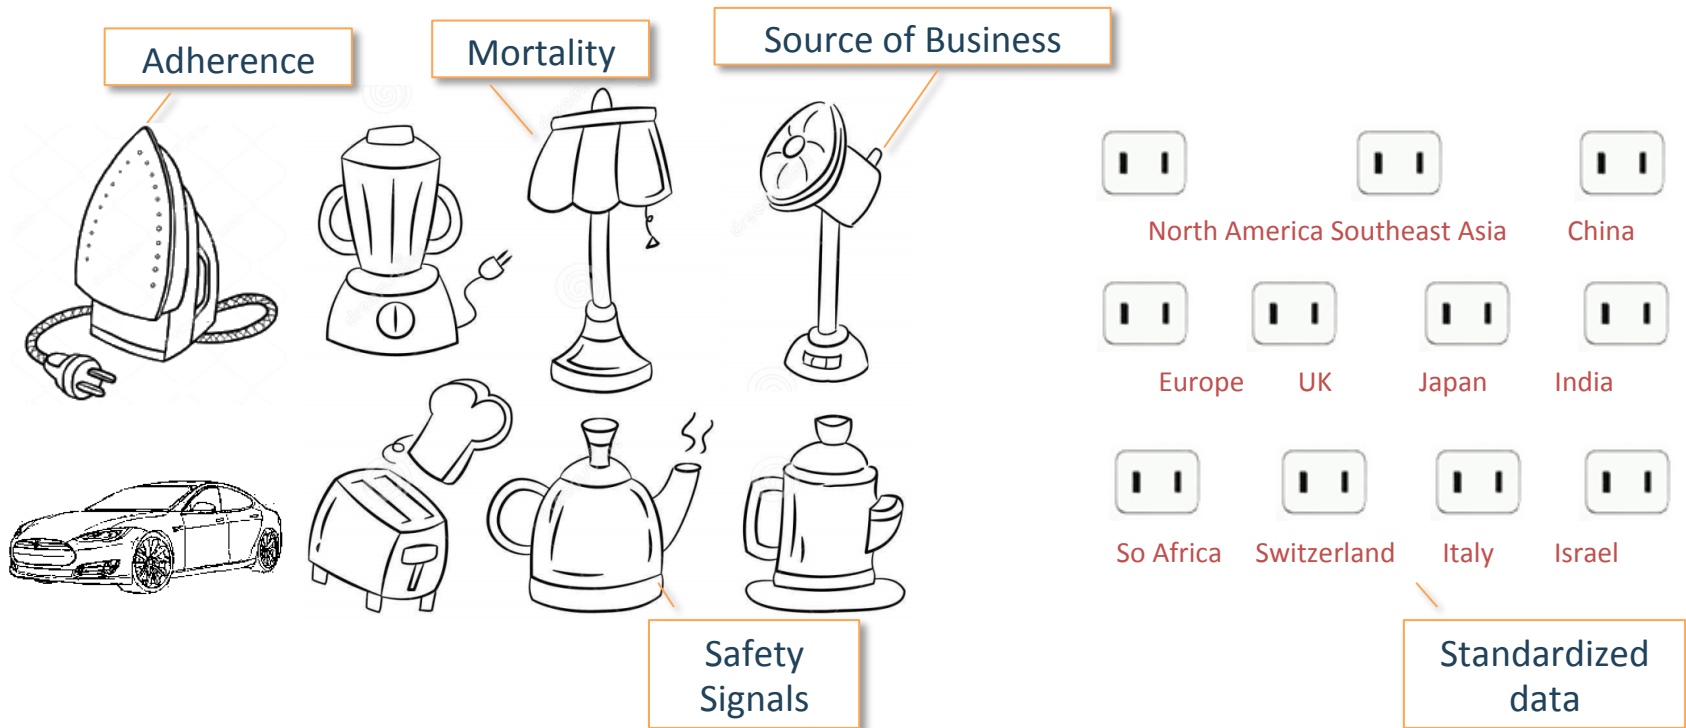 Adherence
Mortality
Source of Business
North America Southeast Asia China
Europe UK Japan India
So Africa Switzerland Italy Israel
Safety
Signals
Standardized
data